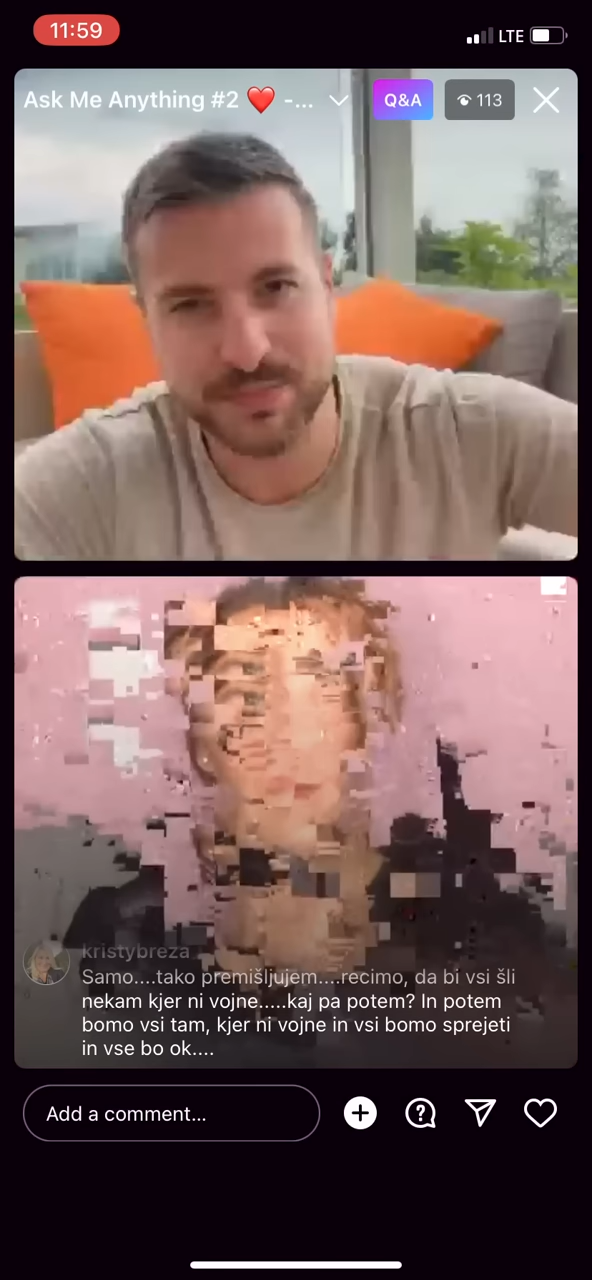 11:59
LTE
Ask Me Anything #2 ❤️ -...
Q&A
113
kristybreza
Samo....tako premišljujem....recimo, da bi vsi šli
nekam kjer ni vojne.....kaj pa potem? In potem
bomo vsi tam, kjer ni vojne in vsi bomo sprejeti
in vse bo ok....
Add a comment...